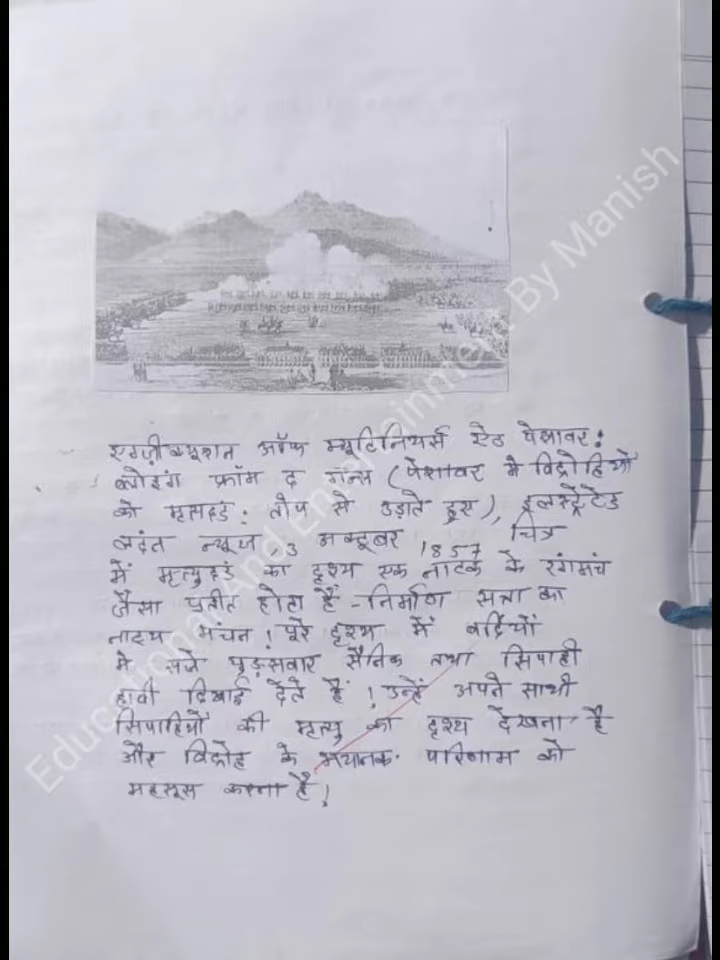 एग्ज़ीक्यूशन ऑफ म्यूटिनियर्स ऐट पेशावर:
ब्लोइंग फ्रॉम द गन्स (पेशावर में विद्रोहियों
को मृत्युदंड: तोप से उड़ाते हुए), इलस्ट्रेटेड
लंदन न्यूज़, 3 अक्टूबर, 1857 चित्र
में मृत्युदंड का दृश्य एक नाटक के रंगमंच
जैसा प्रतीत होता है - निर्माण सत्ता का
नाट्य मंचन! पूरे दृश्य में वर्दियों
में सजे घुड़सवार सैनिक तथा सिपाही
हावी दिखाई देते हैं! उन्हें अपने साथी
सिपाहियों की मृत्यु का दृश्य देखना है
और विद्रोह के भयानक परिणाम को
महसूस करना है!
Educational And Entertainment By Manish